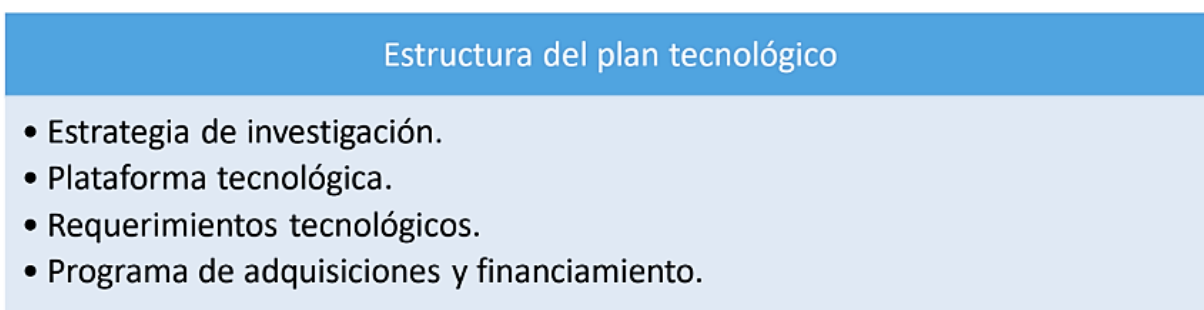 Estructura del plan tecnológico
• Estrategia de investigación.
• Plataforma tecnológica.
• Requerimientos tecnológicos.
• Programa de adquisiciones y financiamiento.